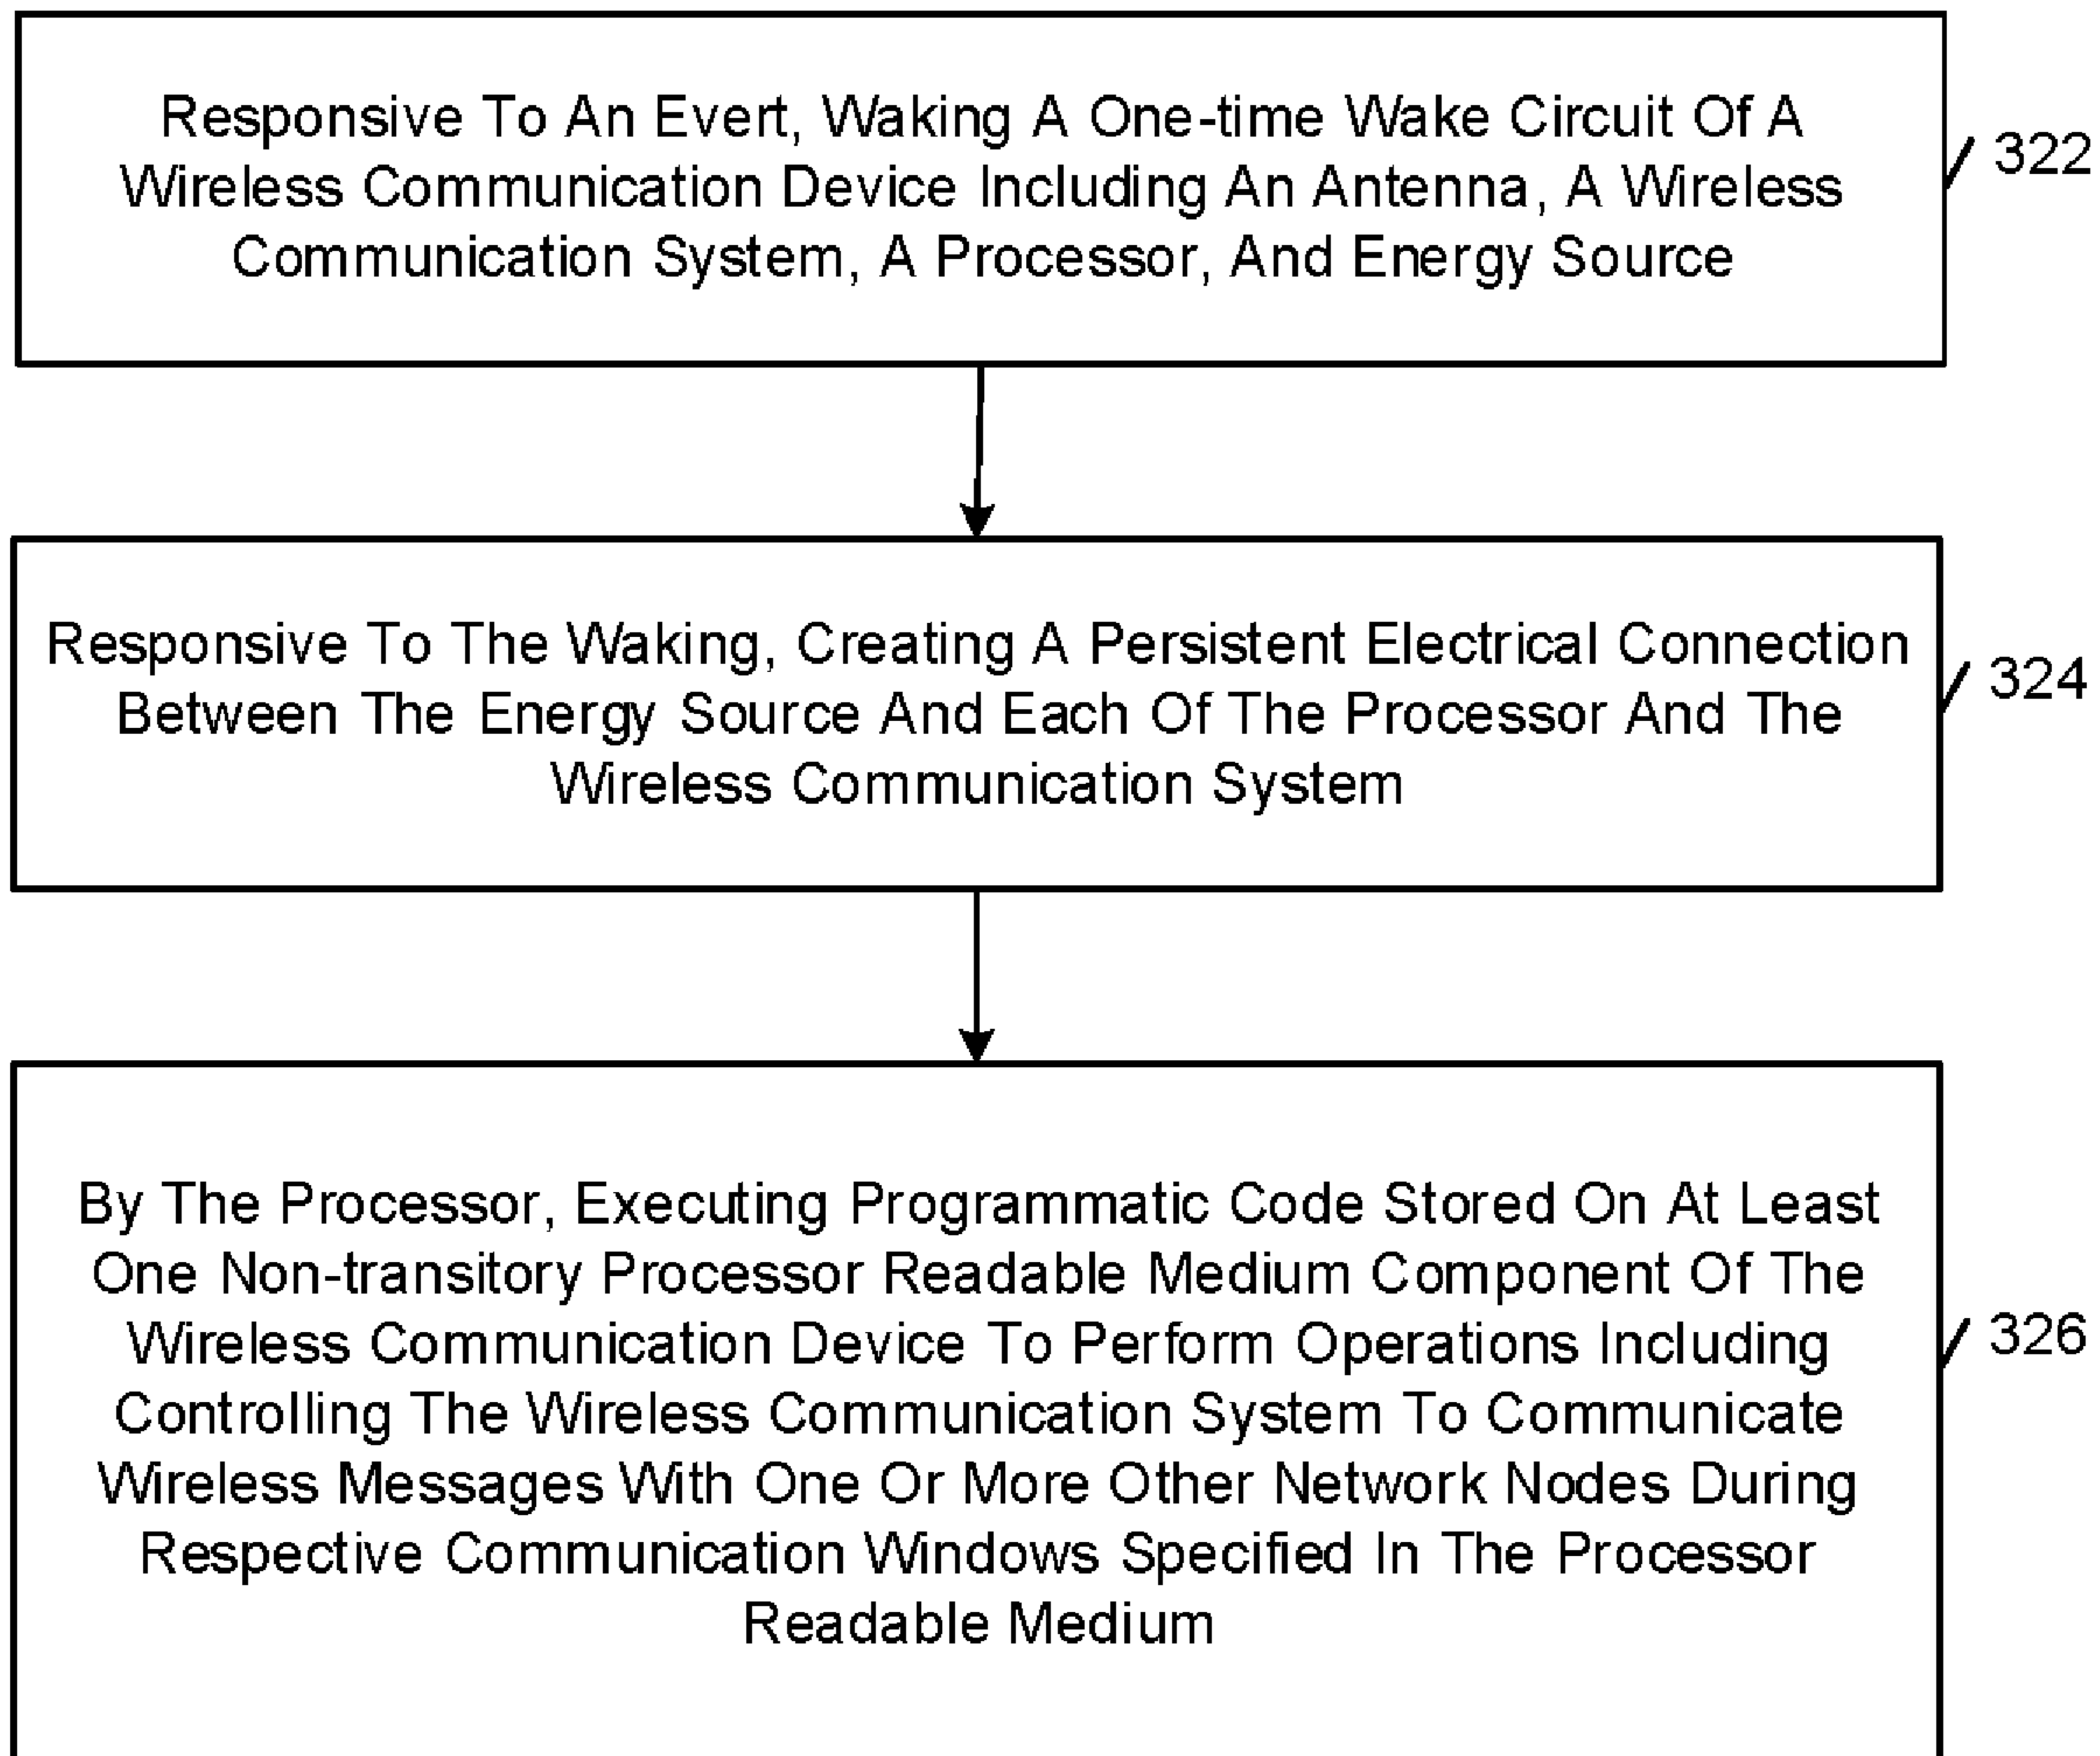 Responsive To An Evert, Waking A One-time Wake Circuit Of A
Wireless Communication Device Including An Antenna, A Wireless
Communication System, A Processor, And Energy Source
322
Responsive To The Waking, Creating A Persistent Electrical Connection
Between The Energy Source And Each Of The Processor And The
Wireless Communication System
324
By The Processor, Executing Programmatic Code Stored On At Least
One Non-transitory Processor Readable Medium Component Of The
Wireless Communication Device To Perform Operations Including
Controlling The Wireless Communication System To Communicate
Wireless Messages With One Or More Other Network Nodes During
Respective Communication Windows Specified In The Processor
Readable Medium
326